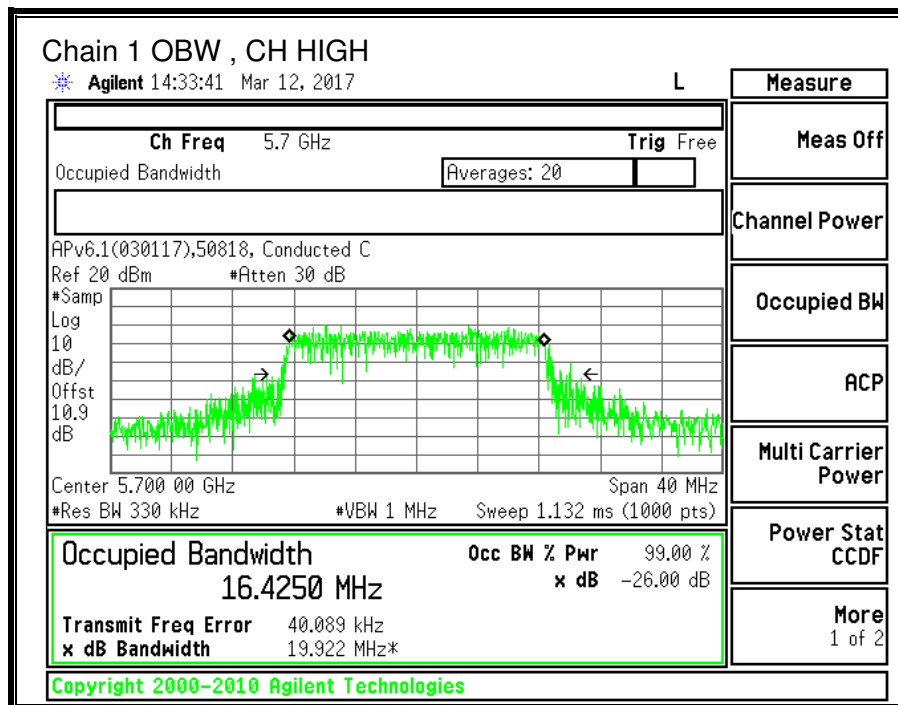 Chain 1 OBW , CH HIGH
Agilent 14:33:41 Mar 12, 2017 L
Measure
Ch Freq 5.7 GHz Trig Free
Occupied Bandwidth Averages: 20
Meas Off
Channel Power
APv6.1(030117),50818, Conducted C
Ref 20 dBm #Atten 30 dB
#Samp
Log
10
dB/
Offst
10.9
dB
Occupied BW
ACP
Multi Carrier
Power
Center 5.700 00 GHz Span 40 MHz
#Res BW 330 kHz #VBW 1 MHz Sweep 1.132 ms (1000 pts)
Power Stat
CCDF
Occupied Bandwidth Occ BW % Pwr 99.00 %
16.4250 MHz x dB -26.00 dB
Transmit Freq Error 40.089 kHz
x dB Bandwidth 19.922 MHz*
More
1 of 2
Copyright 2000-2010 Agilent Technologies